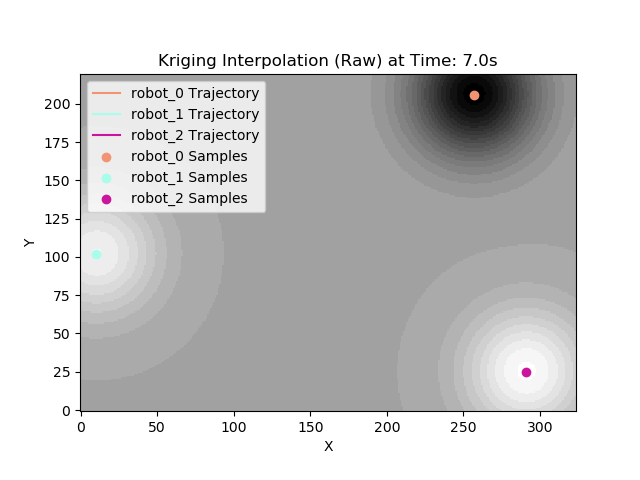 Kriging Interpolation (Raw) at Time: 7.0s
robot_0 Trajectory
robot_1 Trajectory
robot_2 Trajectory
robot_0 Samples
robot_1 Samples
robot_2 Samples
200
175
150
125
100
75
50
25
0
Y
0 50 100 150 200 250 300
X